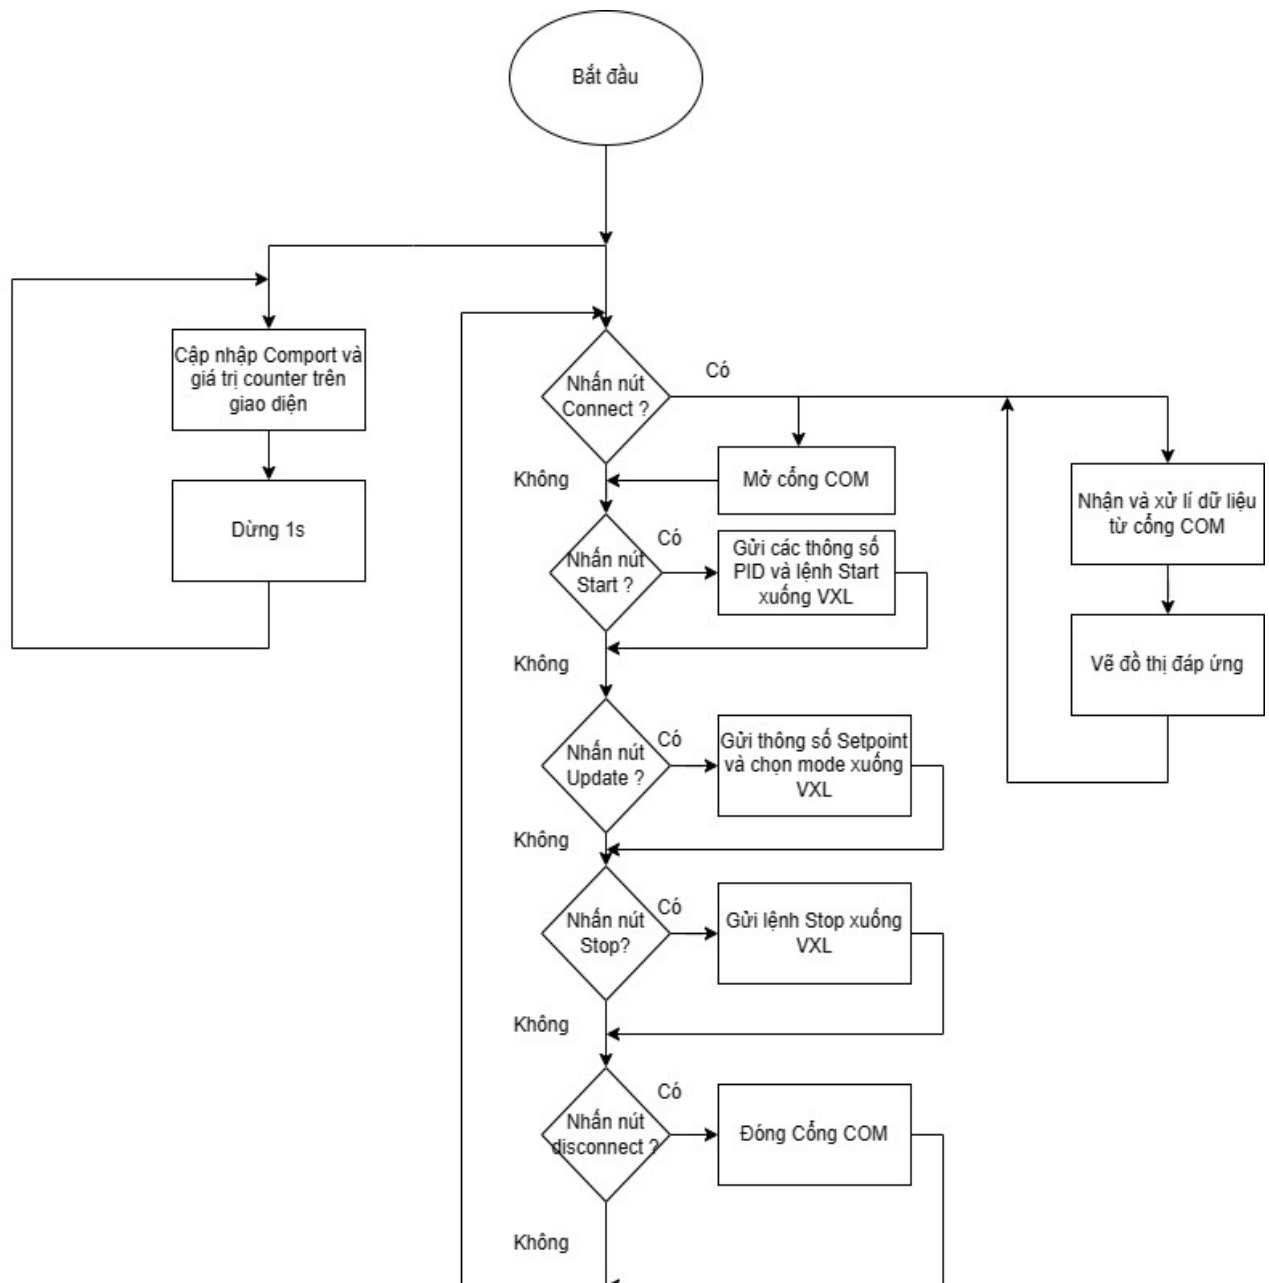 Bắt đầu
Cập nhập Comport và
giá trị counter trên
giao diện
Dừng 1s
Nhấn nút
Connect ?
Có
Không
Mở cổng COM
Nhận và xử lí dữ liệu
từ cổng COM
Vẽ đồ thị đáp ứng
Nhấn nút
Start ?
Có
Gửi các thông số
PID và lệnh Start
xuống VXL
Không
Nhấn nút
Update ?
Có
Gửi thông số Setpoint
và chọn mode xuống
VXL
Không
Nhấn nút
Stop?
Có
Gửi lệnh Stop xuống
VXL
Không
Nhấn nút
disconnect ?
Có
Đóng Cổng COM
Không